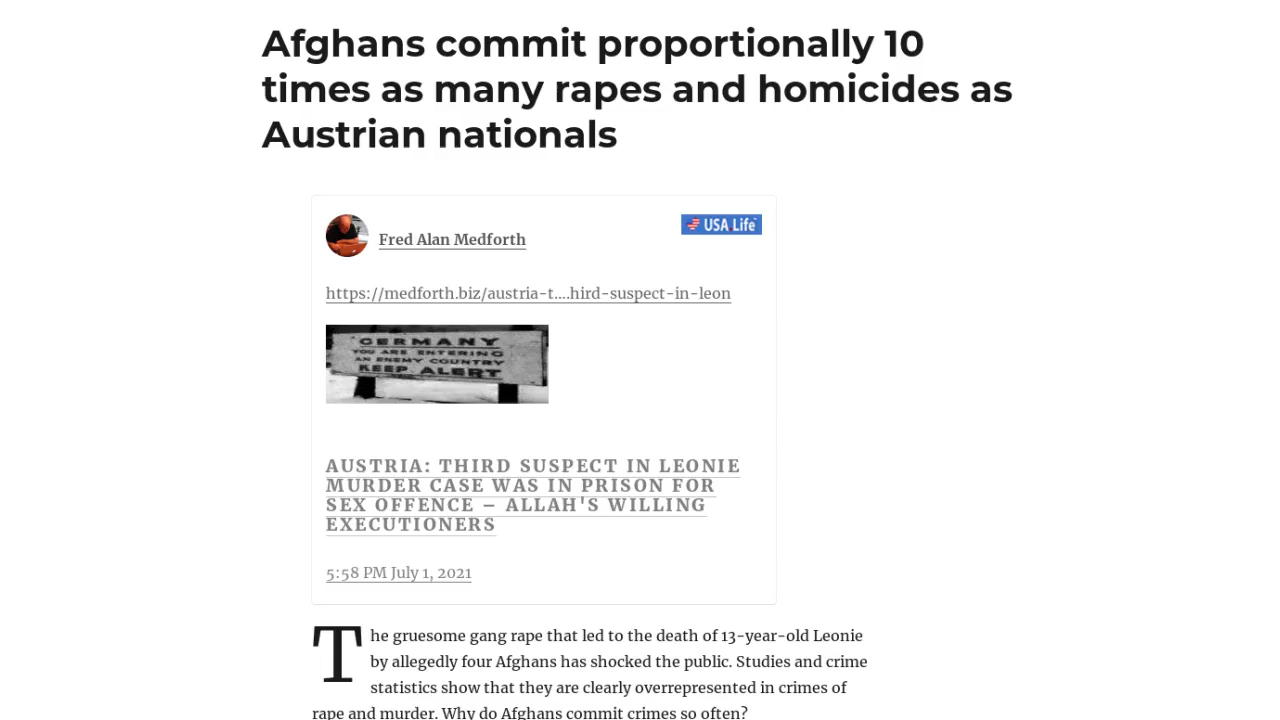 Afghans commit proportionally 10
times as many rapes and homicides as
Austrian nationals
Fred Alan Medforth
USA.Life
https://medforth.biz/austria-t....hird-suspect-in-leon
GERMANY
YOU ARE ENTERING
AN ENEMY COUNTRY
KEEP ALERT
AUSTRIA: THIRD SUSPECT IN LEONIE
MURDER CASE WAS IN PRISON FOR
SEX OFFENCE – ALLAH'S WILLING
EXECUTIONERS
5:58 PM July 1, 2021
The gruesome gang rape that led to the death of 13-year-old Leonie
by allegedly four Afghans has shocked the public. Studies and crime
statistics show that they are clearly overrepresented in crimes of
rape and murder. Why do Afghans commit crimes so often?